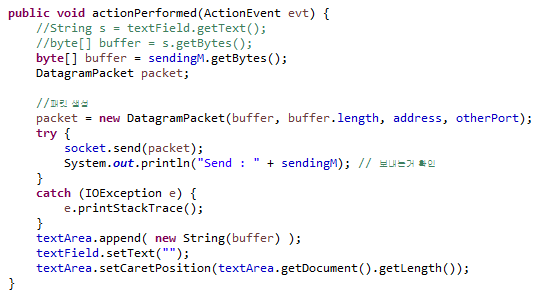 public void actionPerformed(ActionEvent evt) {
//String s = textField.getText();
//byte[] buffer = s.getBytes();
byte[] buffer = sendingM.getBytes();
DatagramPacket packet;
//패킷 생성
packet = new DatagramPacket(buffer, buffer.length, address, otherPort);
try {
socket.send(packet);
System.out.println("Send : " + sendingM); // 보내는거 확인
}
catch (IOException e) {
e.printStackTrace();
}
textArea.append( new String(buffer) );
textField.setText("");
textArea.setCaretPosition(textArea.getDocument().getLength());
}